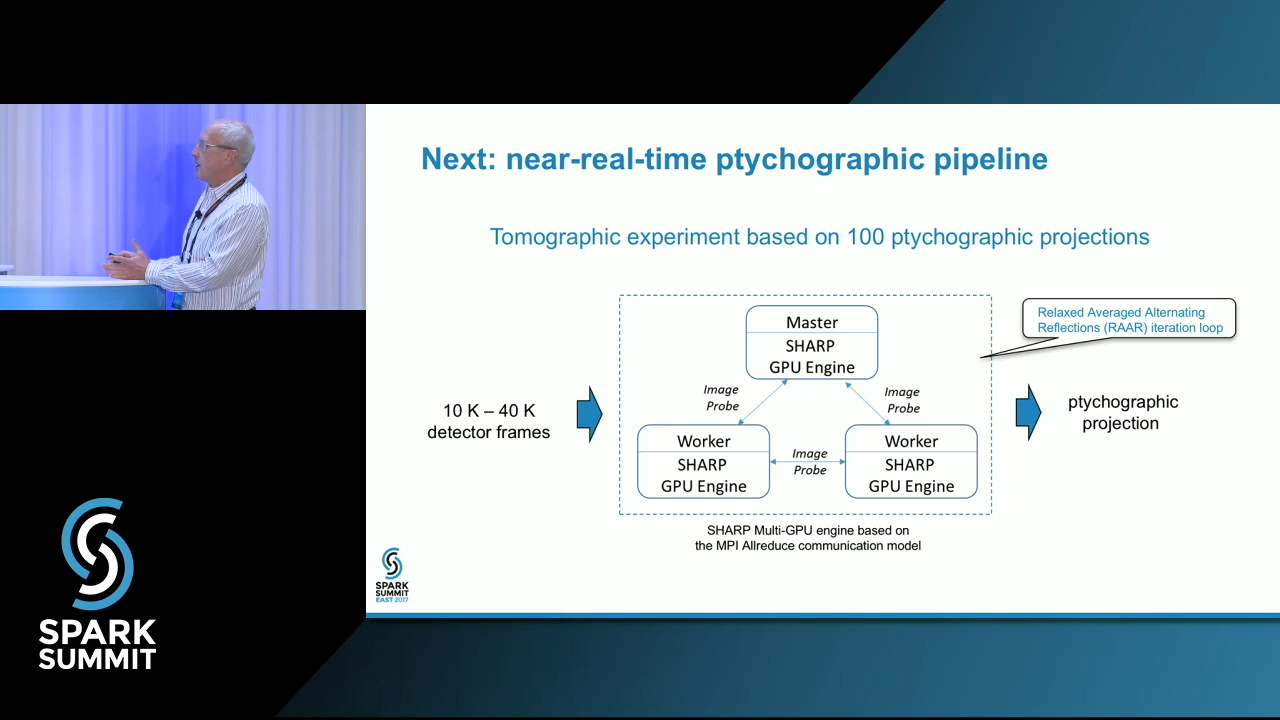 Next: near-real-time ptychographic pipeline
Tomographic experiment based on 100 ptychographic projections
Relaxed Averaged Alternating
Reflections (RAAR) iteration loop
Master
SHARP
GPU Engine
Image
Probe
Image
Probe
10 K – 40 K
detector frames
ptychographic
projection
Worker
SHARP
GPU Engine
Image
Probe
Worker
SHARP
GPU Engine
SHARP Multi-GPU engine based on
the MPI Allreduce communication model
SPARK
SUMMIT
EAST 2017
SPARK
SUMMIT